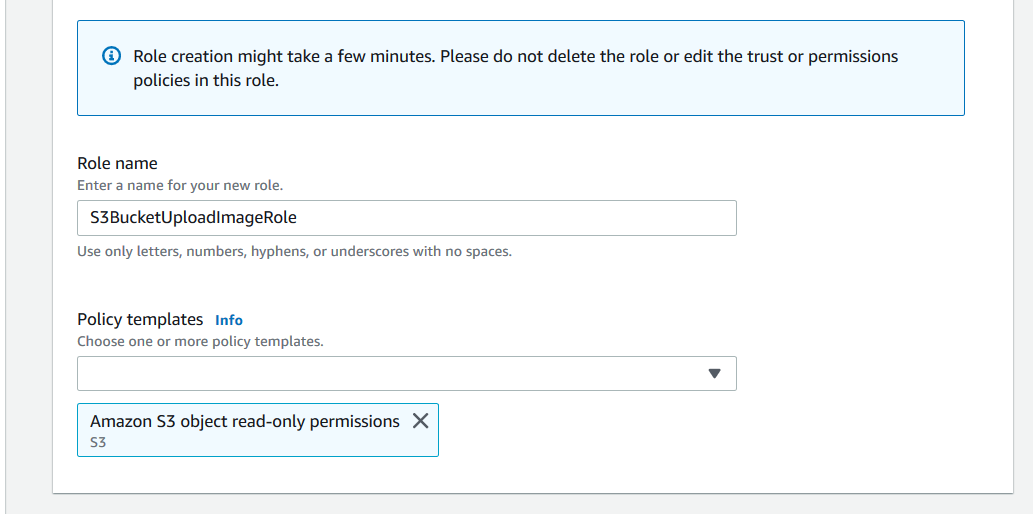 Role creation might take a few minutes. Please do not delete the role or edit the trust or permissions
policies in this role.
Role name
Enter a name for your new role.
S3BucketUploadImageRole
Use only letters, numbers, hyphens, or underscores with no spaces.
Policy templates Info
Choose one or more policy templates.
Amazon S3 object read-only permissions
S3